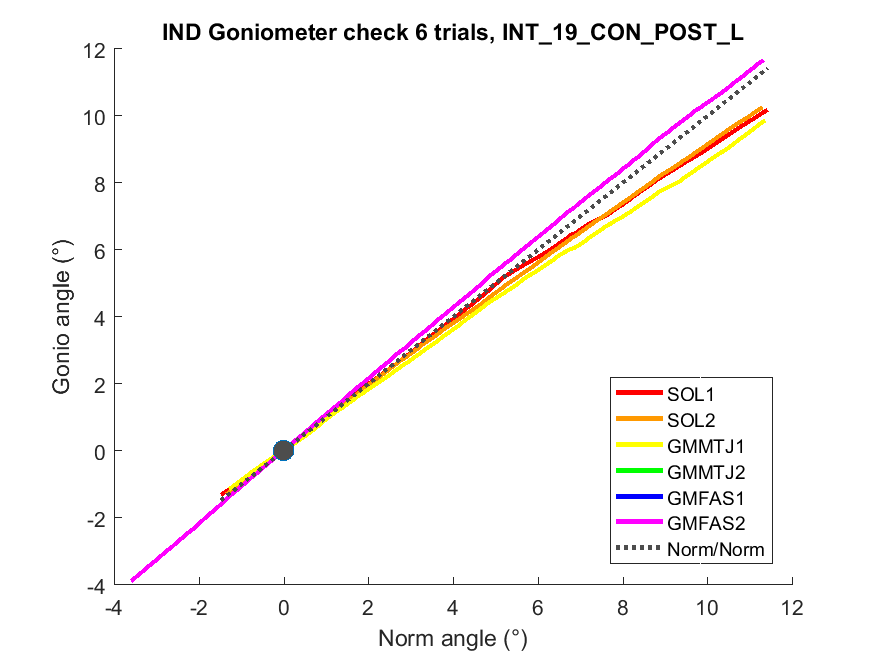 IND Goniometer check 6 trials, INT_19_CON_POST_L
12
10
8
6
4
2
0
-2
-4
Gonio angle (°)
-4 -2 0 2 4 6 8 10 12
Norm angle (°)
SOL1
SOL2
GMMTJ1
GMMTJ2
GMFAS1
GMFAS2
Norm/Norm